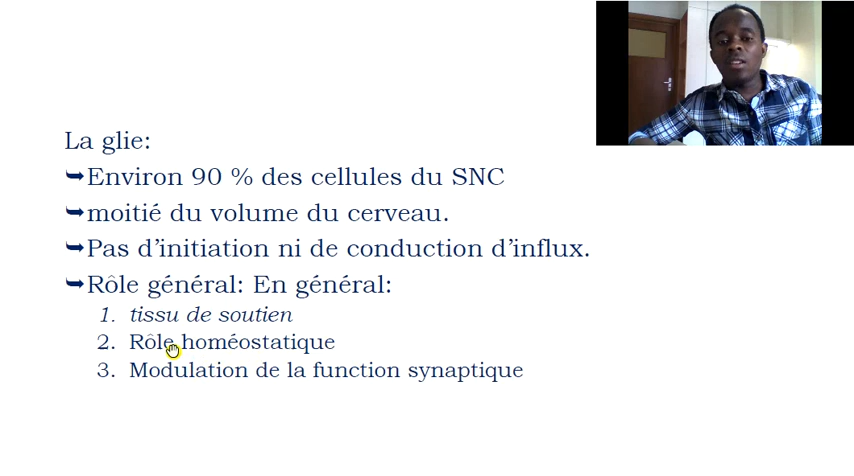 La glie:
➥Environ 90 % des cellules du SNC
➥moitié du volume du cerveau.
➥Pas d’initiation ni de conduction d’influx.
➥Rôle général: En général:
1. tissu de soutien
2. Rôle homéostatique
3. Modulation de la function synaptique